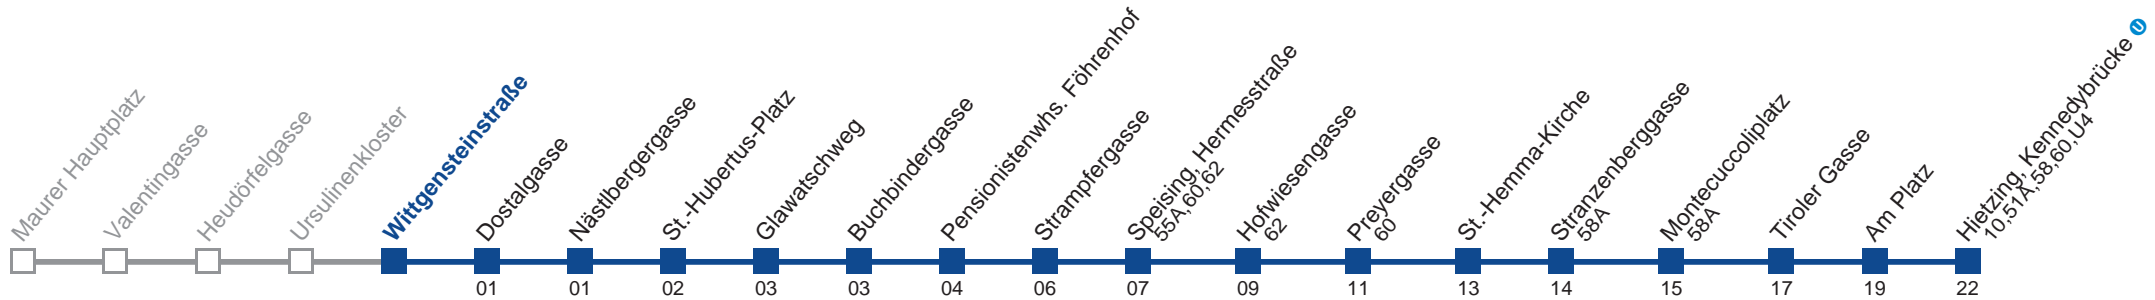 Maurer Hauptplatz
Valentingasse
Heudörfelgasse
Ursulinenkloster
Wittgensteinstraße
Dostalgasse
Nästlbergergasse
St.-Hubertus-Platz
Glawatschweg
Buchbindergasse
Pensionistenwhs. Föhrenhof
Strampfergasse
Speising, Hermesstraße
55A,60,62
Hofwiesengasse
62
Preyergasse
60
St.-Hemma-Kirche
Stranzenberggasse
58A
Montecuccoliplatz
58A
Tiroler Gasse
Am Platz
Hietzing, Kennedybrücke U
10,51A,58,60,U4
01 01 02 03 03 04 06 07 09 11 13 14 15 17 19 22